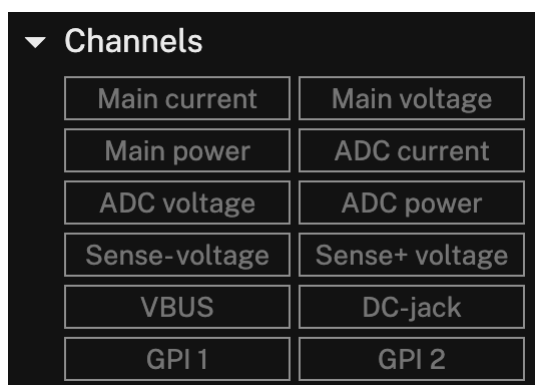 Channels
Main current Main voltage
Main power ADC current
ADC voltage ADC power
Sense-voltage Sense+ voltage
VBUS DC-jack
GPI 1 GPI 2